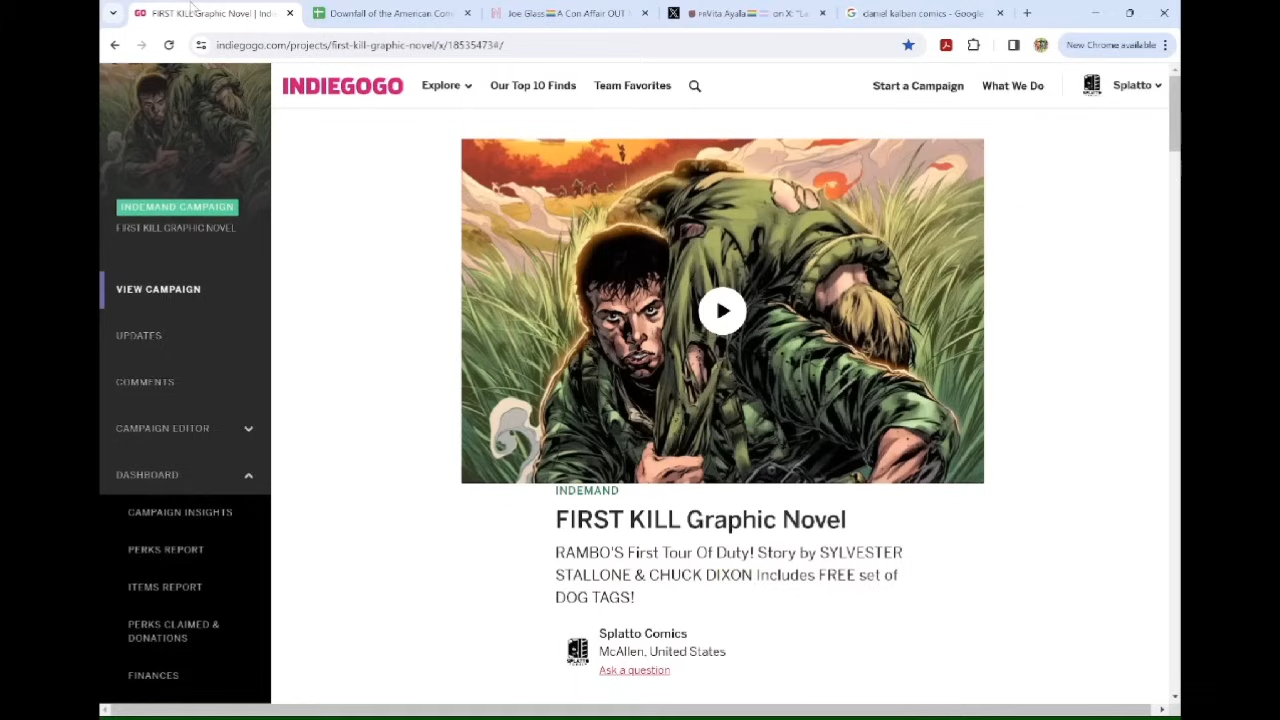 FIRST KILL Graphic Novel | Ind
Downfall of the American Com
Joe Glass A Con Affair OUT
Vita Ayala on X: "L
daniel kalban comics - Google
indiegogo.com/projects/first-kill-graphic-novel/x/18535473#/
New Chrome available
INDIEGOGO
Explore
Our Top 10 Finds
Team Favorites
Start a Campaign
What We Do
Splatto
INDEMAND CAMPAIGN
FIRST KILL GRAPHIC NOVEL
VIEW CAMPAIGN
UPDATES
COMMENTS
CAMPAIGN EDITOR
DASHBOARD
CAMPAIGN INSIGHTS
PERKS REPORT
ITEMS REPORT
PERKS CLAIMED &
DONATIONS
FINANCES
INDEMAND
FIRST KILL Graphic Novel
RAMBO'S First Tour Of Duty! Story by SYLVESTER
STALLONE & CHUCK DIXON Includes FREE set of
DOG TAGS!
Splatto Comics
McAllen, United States
Ask a question